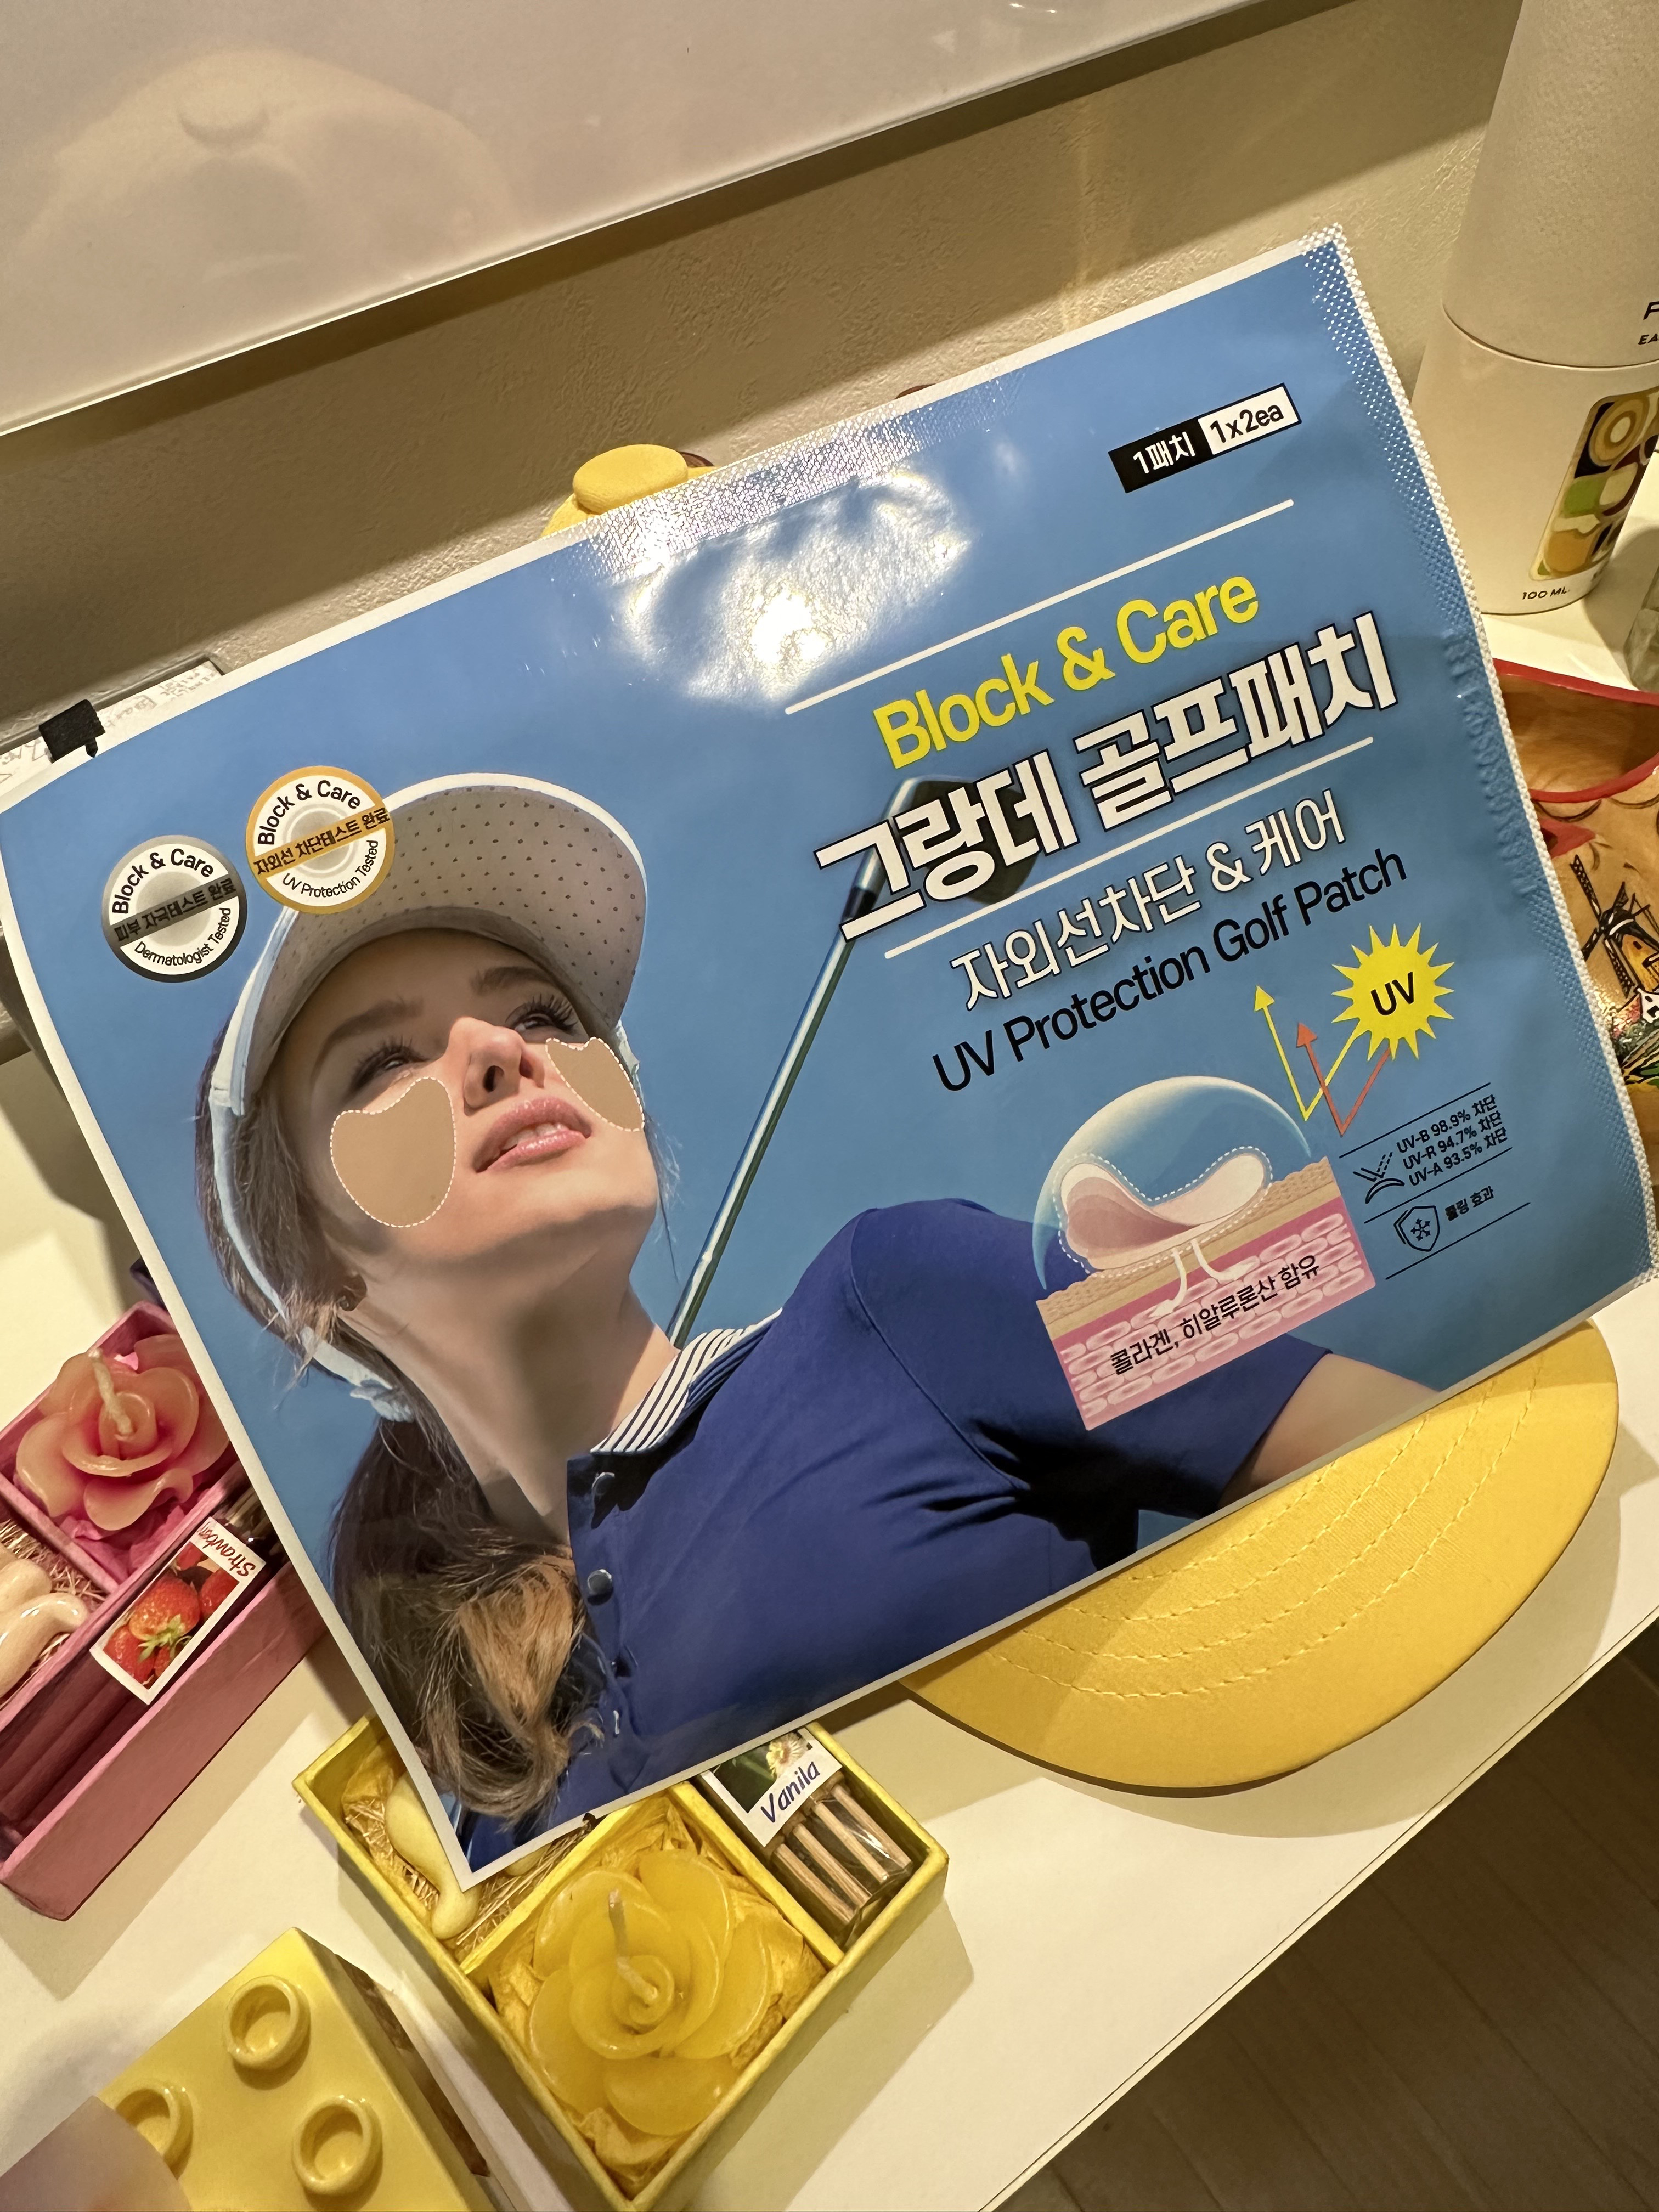 1패치 1x2ea
Block & Care
그랑데 골프패치
자외선차단 & 케어
UV Protection Golf Patch
UV
UV-B 98.9% 차단
UV-R 94.7% 차단
UV-A 93.5% 차단
쿨링 효과
콜라겐, 히알루론산 함유
Block & Care
자외선 차단테스트 완료
UV Protection Tested
Block & Care
피부 자극테스트 완료
Dermatologist Tested
100 ML.
Strawberry
Vanila